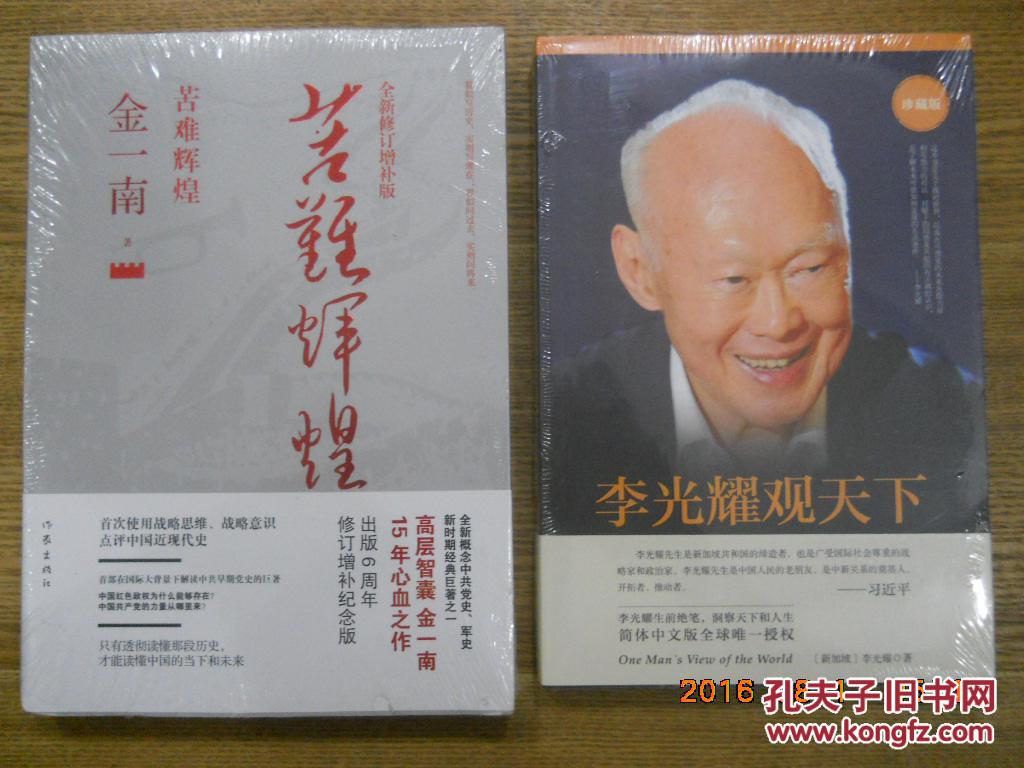 全新修订增补版
苦難輝煌
苦难辉煌
金一南
著
全新概念中共党史、军史
新时期经典巨著之一
高层智囊 金一南
15年心血之作
出版6周年
修订增补纪念版
首次使用战略思维、战略意识
点评中国近现代史
首部在国际大背景下解读中共早期党史的巨著
中国红色政权为什么能够存在？
中国共产党的力量从哪里来？
只有透彻读懂那段历史，
才能读懂中国的当下和未来
作家出版社
珍藏版
李光耀观天下
李光耀先生是新加坡共和国的缔造者，也是广受国际社会尊重的战
略家和政治家。李光耀先生是中国人民的老朋友，是中新关系的奠基人、
开拓者、推动者。
——习近平
李光耀生前绝笔，洞察天下和人生
简体中文版全球唯一授权
One Man's View of the World
［新加坡］李光耀◎著
2016
孔夫子旧书网
www.kongfz.com